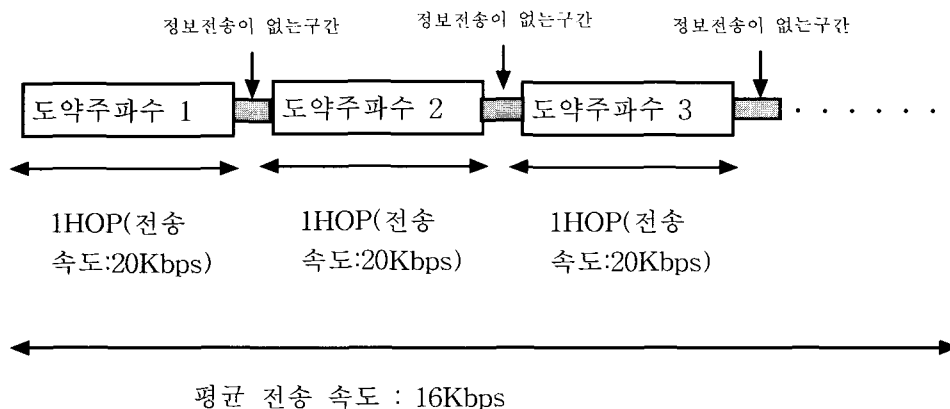 정보전송이 없는구간
정보전송이 없는구간
정보전송이 없는구간
도약주파수 1
도약주파수 2
도약주파수 3
· · · · · ·
1HOP(전송
속도:20Kbps)
1HOP(전송
속도:20Kbps)
1HOP(전송
속도:20Kbps)
평균 전송 속도 : 16Kbps